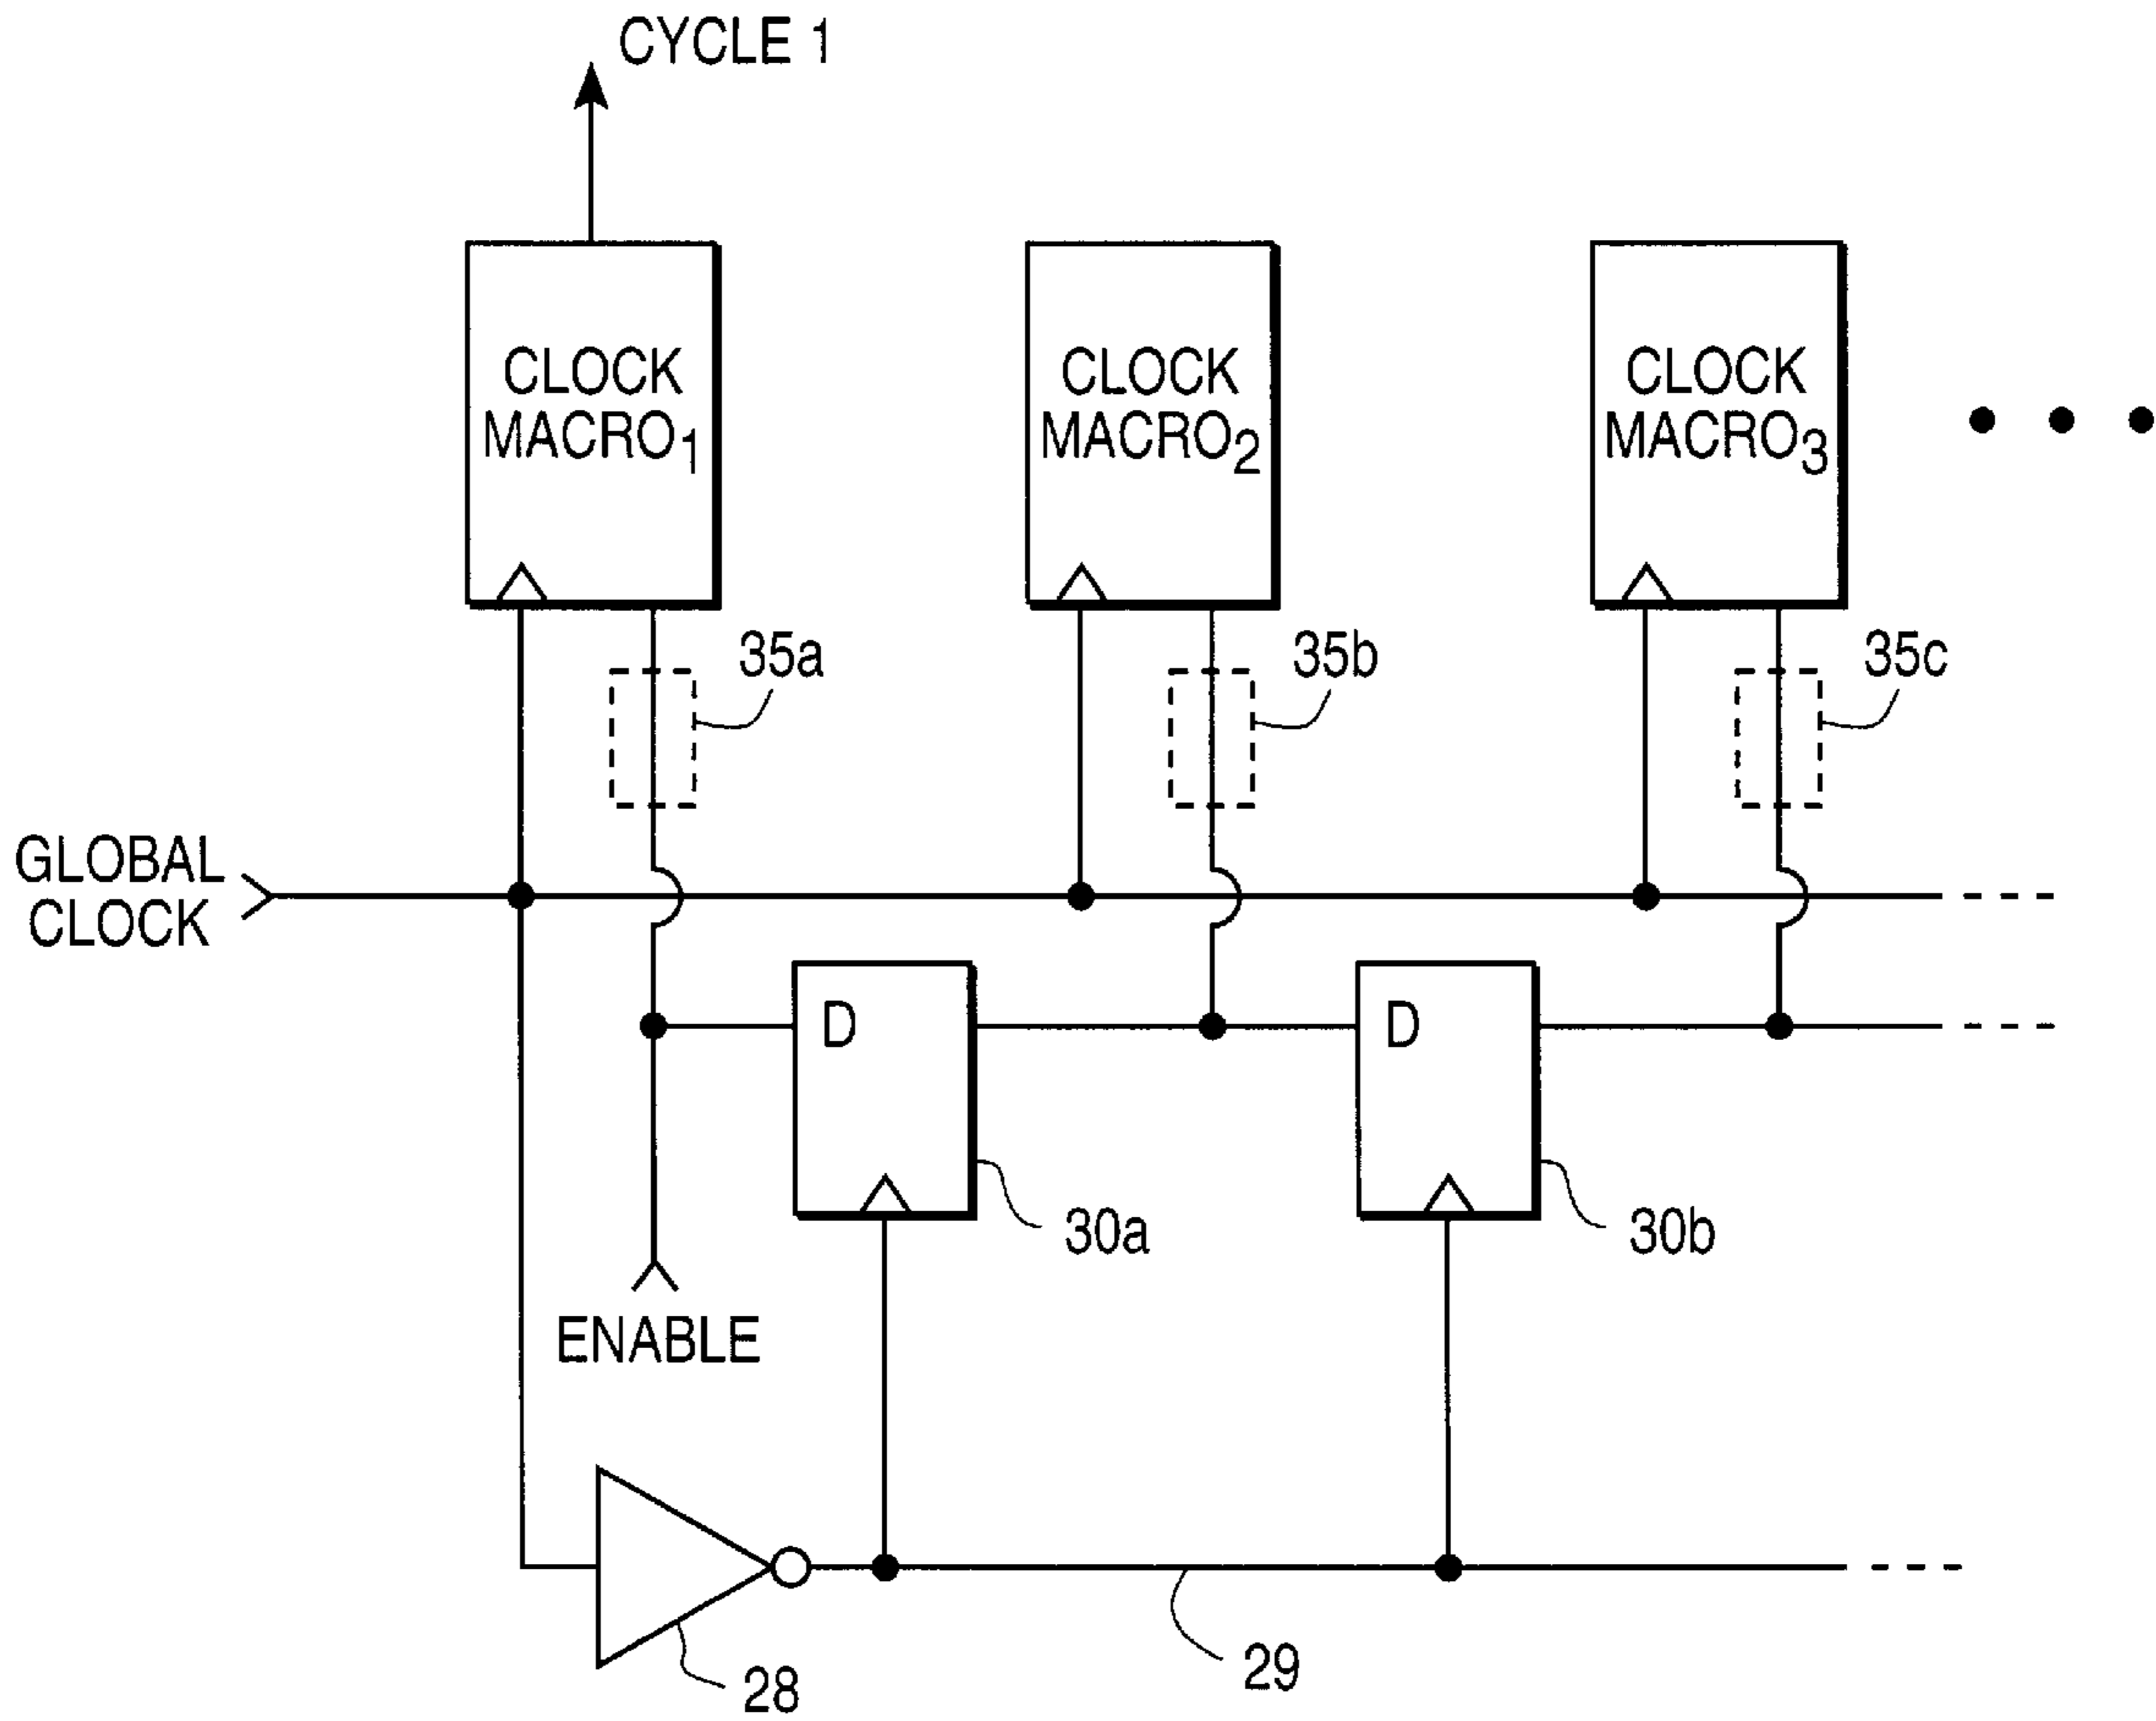 CYCLE 1
CLOCK
MACRO1
CLOCK
MACRO2
CLOCK
MACRO3
35a
35b
35c
GLOBAL
CLOCK
D
D
30a
30b
ENABLE
28
29